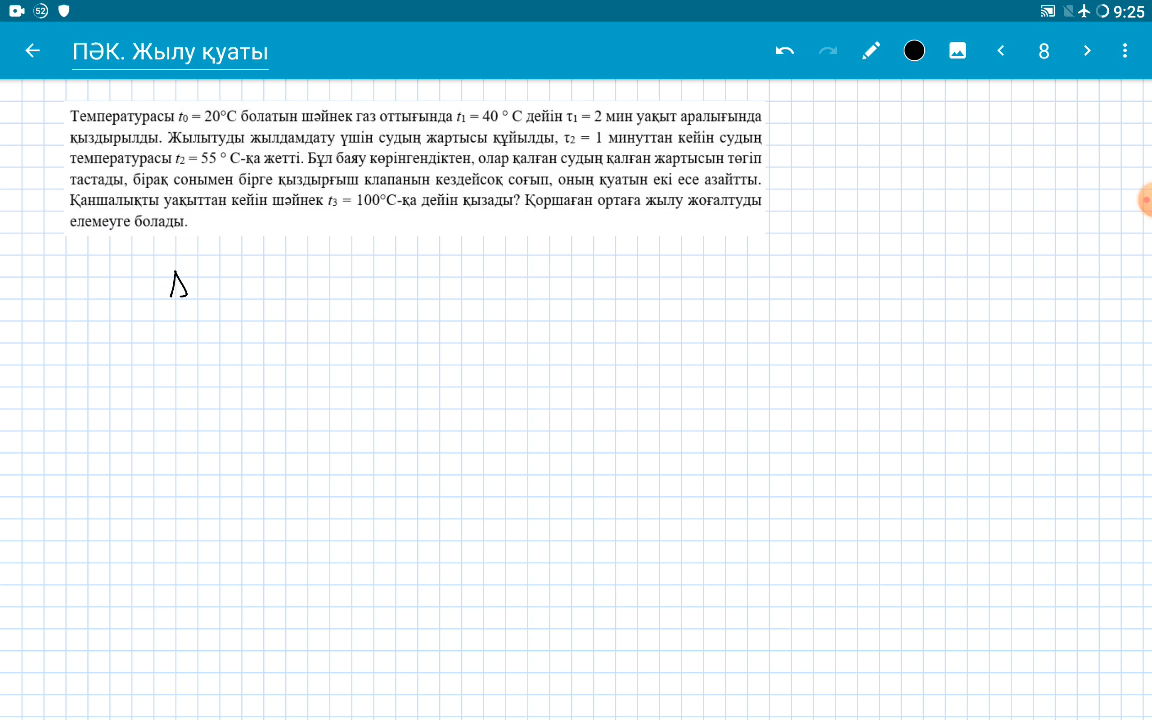 52
9:25
ПӘК. Жылу қуаты
8
Температурасы t0 = 20°C болатын шәйнек газ оттығында t1 = 40 ° C дейін τ1 = 2 мин уақыт аралығында
қыздырылды. Жылытуды жылдамдату үшін судың жартысы құйылды, τ2 = 1 минуттан кейін судың
температурасы t2 = 55 ° C-қа жетті. Бұл баяу көрінгендіктен, олар қалған судың қалған жартысын төгіп
тастады, бірақ сонымен бірге қыздырғыш клапанын кездейсоқ соғып, оның қуатын екі есе азайтты.
Қаншалықты уақыттан кейін шәйнек t3 = 100°C-қа дейін қызады? Қоршаған ортаға жылу жоғалтуды
елемеуге болады.